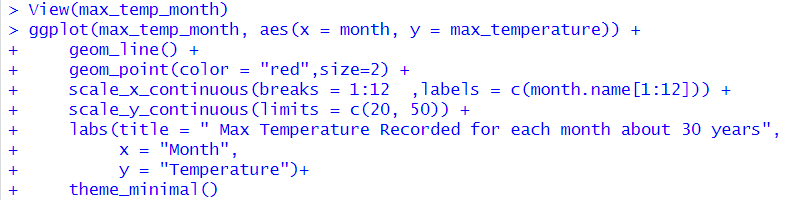 > View(max_temp_month)
> ggplot(max_temp_month, aes(x = month, y = max_temperature)) +
+     geom_line() +
+     geom_point(color = "red",size=2) +
+     scale_x_continuous(breaks = 1:12  ,labels = c(month.name[1:12])) +
+     scale_y_continuous(limits = c(20, 50)) +
+     labs(title = " Max Temperature Recorded for each month about 30 years",
+          x = "Month",
+          y = "Temperature")+
+     theme_minimal()